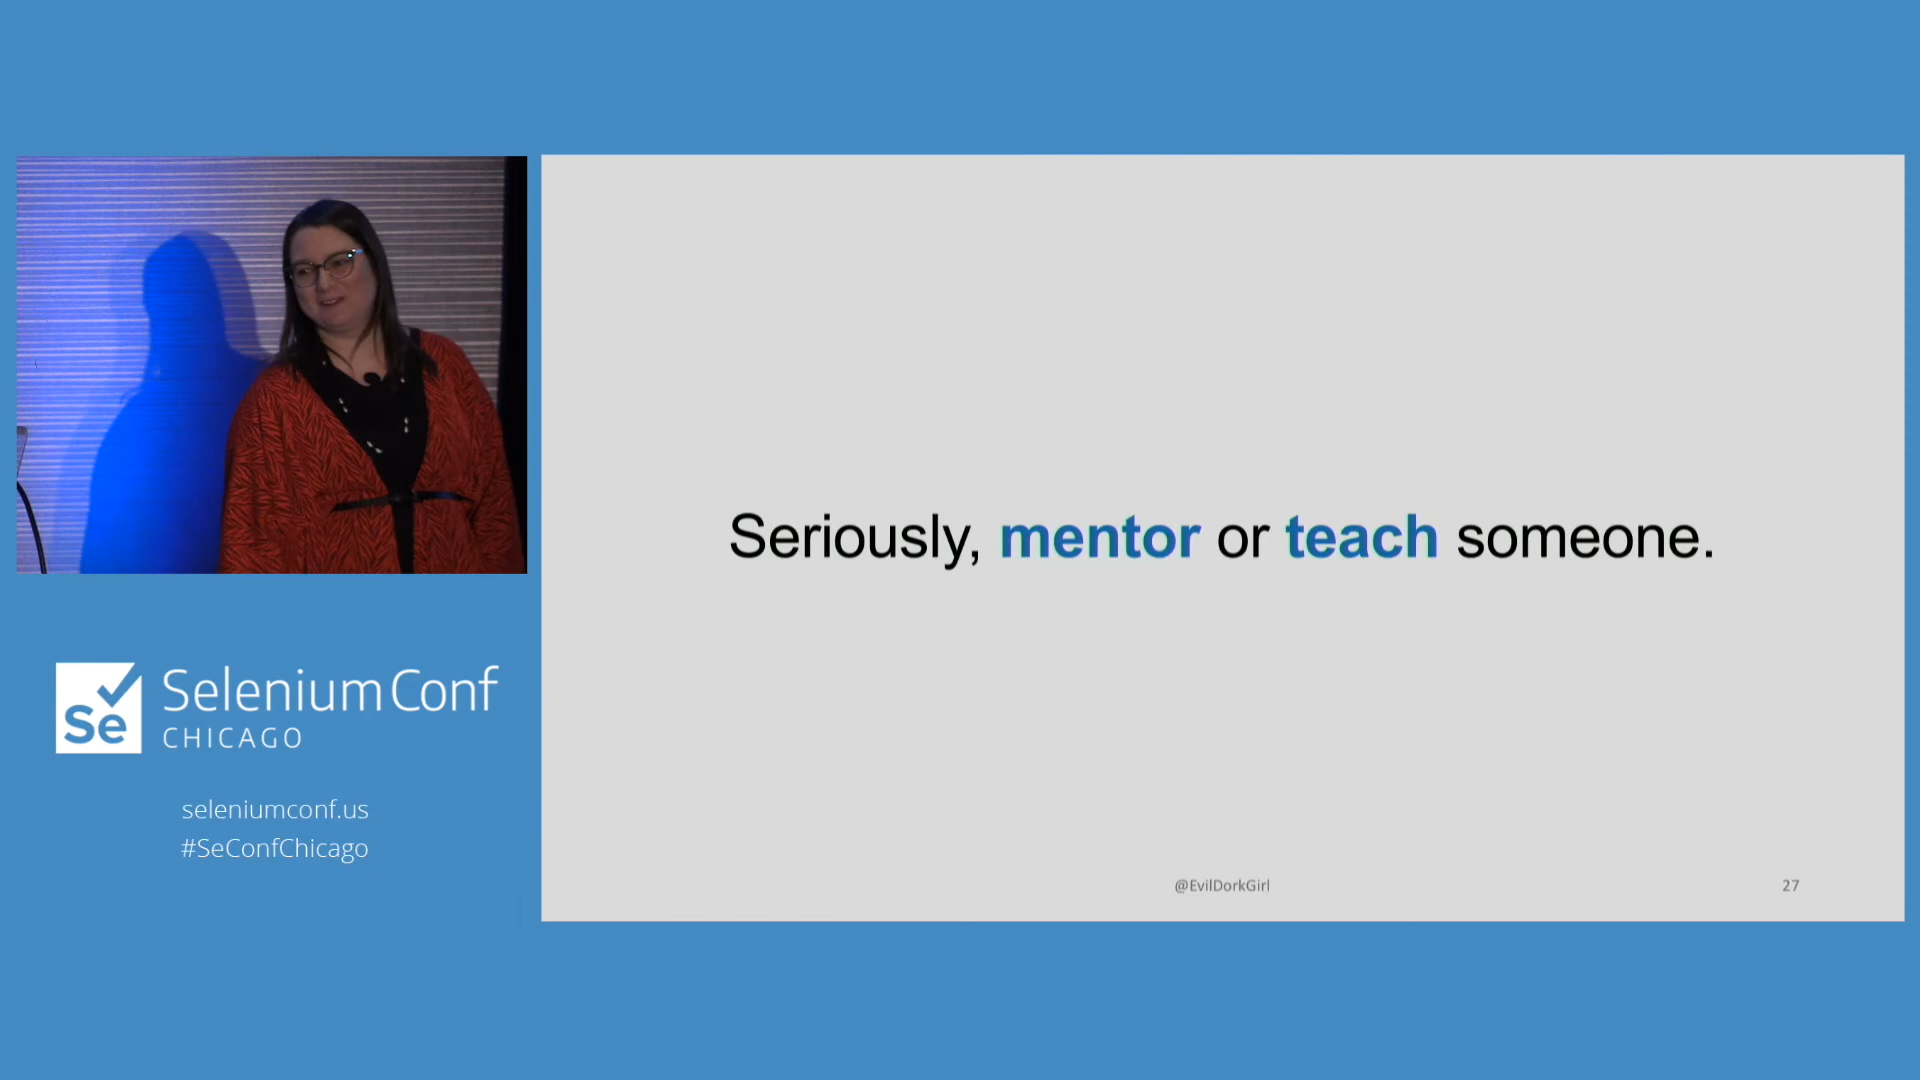 Seriously, mentor or teach someone.
@EvilDorkGirl
27
Se
SeleniumConf
CHICAGO
seleniumconf.us
#SeConfChicago